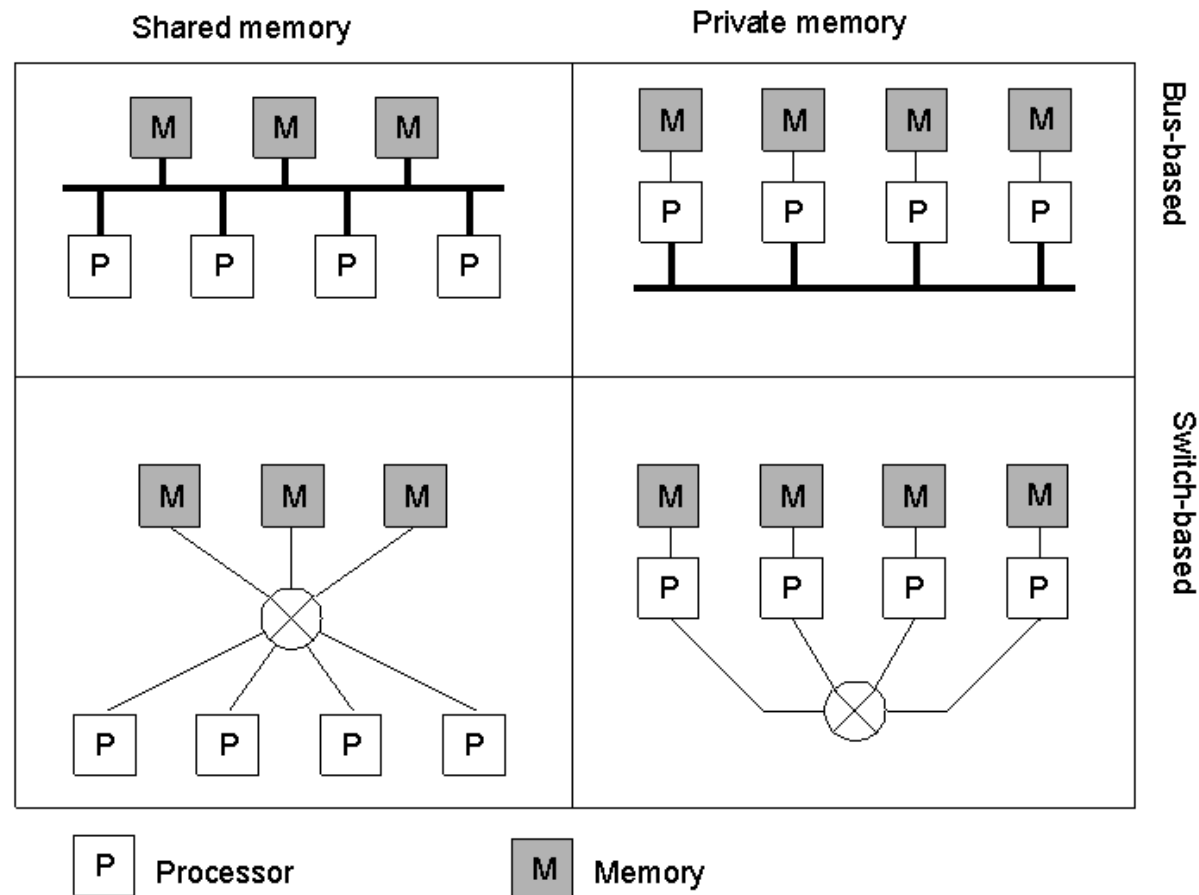 Shared memory
Private memory
M M M
P P P P
M M M M
P P P P
Bus-based
M M M
P P P P
M M M M
P P P P
Switch-based
P Processor
M Memory